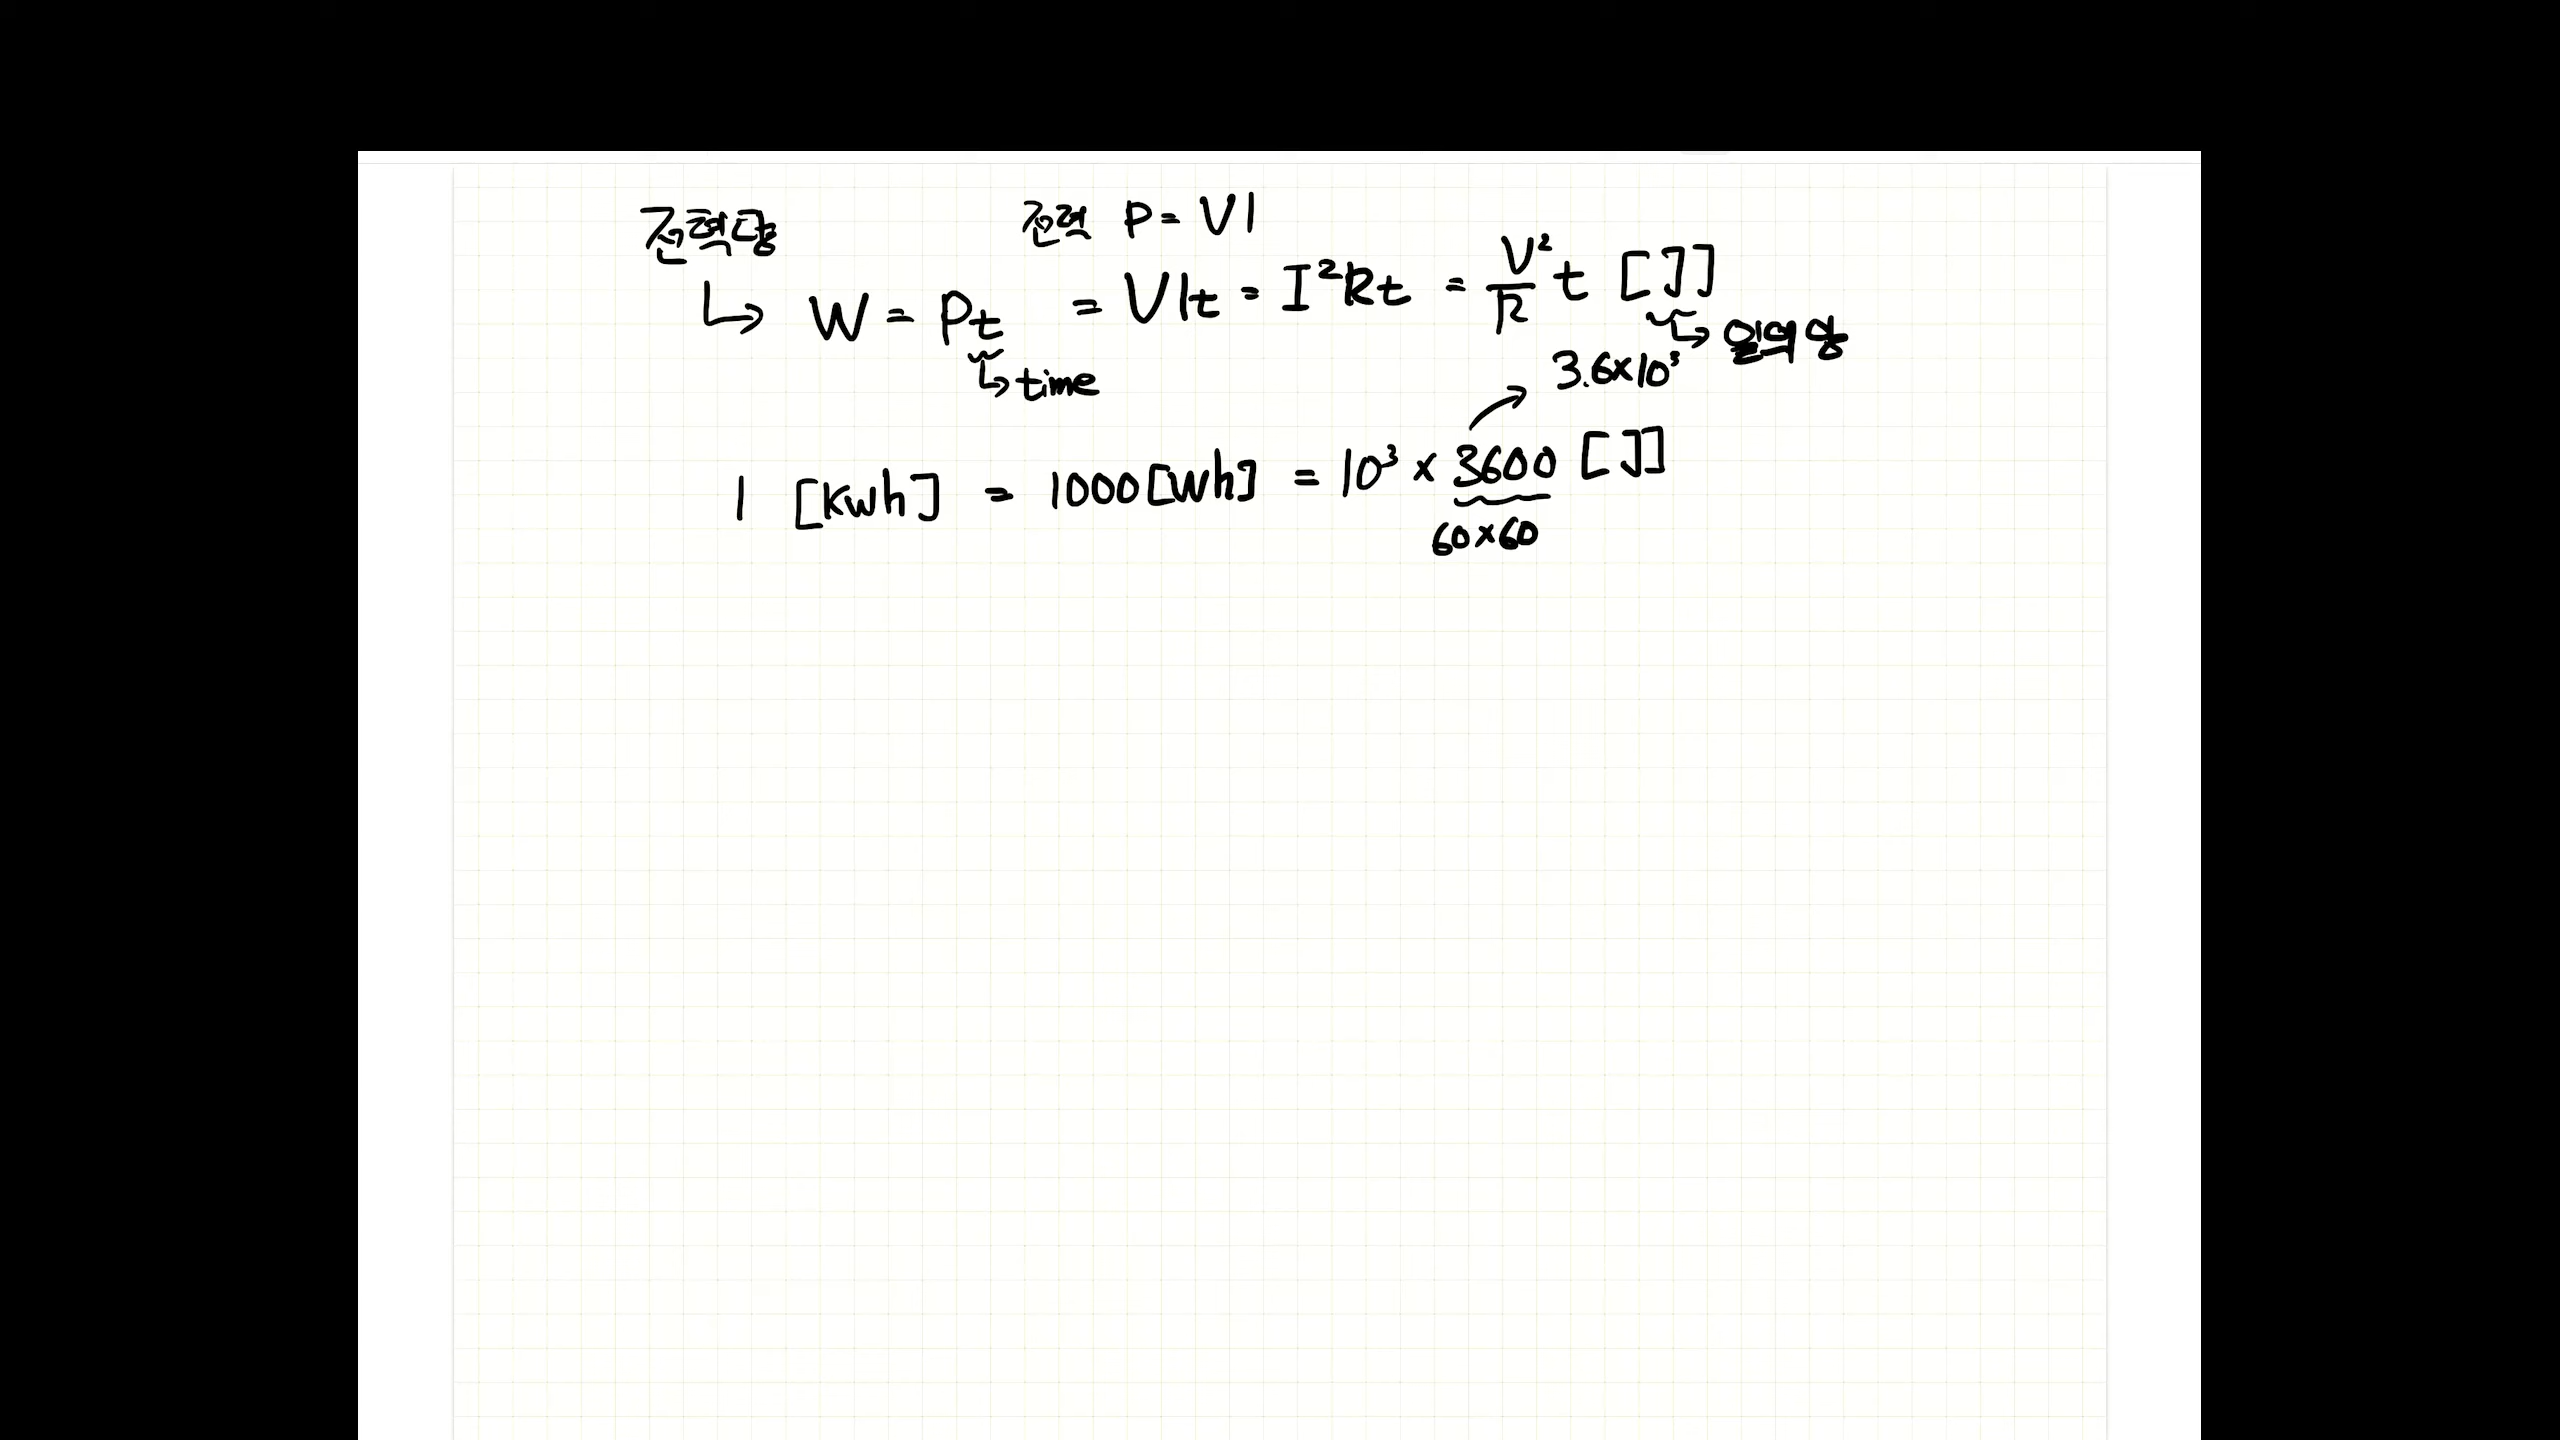 전력량
전력 P = VI
↳ W = Pt = VIt = I²Rt = V²/R t [J]
↳ time
↳ 일의 양
3.6×10³
1 [kwh] = 1000[Wh] = 10³ × 3600 [J]
60×60